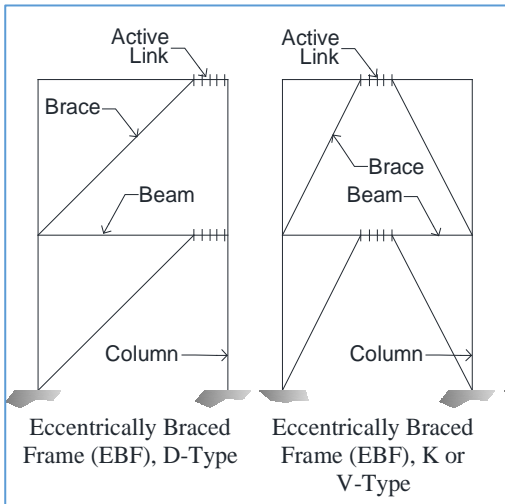 Active
Link
Brace
Beam
Column
Eccentrically Braced
Frame (EBF), D-Type
Active
Link
Brace
Beam
Column
Eccentrically Braced
Frame (EBF), K or
V-Type